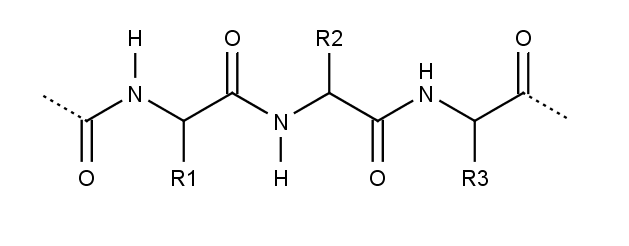 H O R2 O
H
N N
N
O R1 H O R3